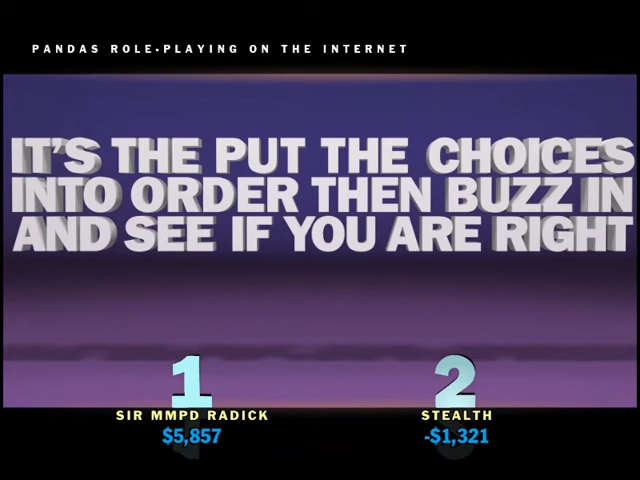 PANDAS ROLE-PLAYING ON THE INTERNET
IT'S THE PUT THE CHOICES
INTO ORDER THEN BUZZ IN
AND SEE IF YOU ARE RIGHT
1
2
SIR MMPD RADICK
STEALTH
$5,857
-$1,321